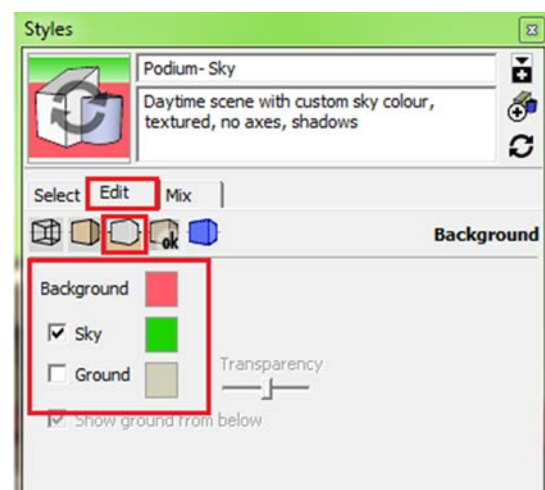 Styles
Podium- Sky
Daytime scene with custom sky colour,
textured, no axes, shadows
Select Edit Mix
ok Background
Background
Sky
Ground Transparency
Show ground from below